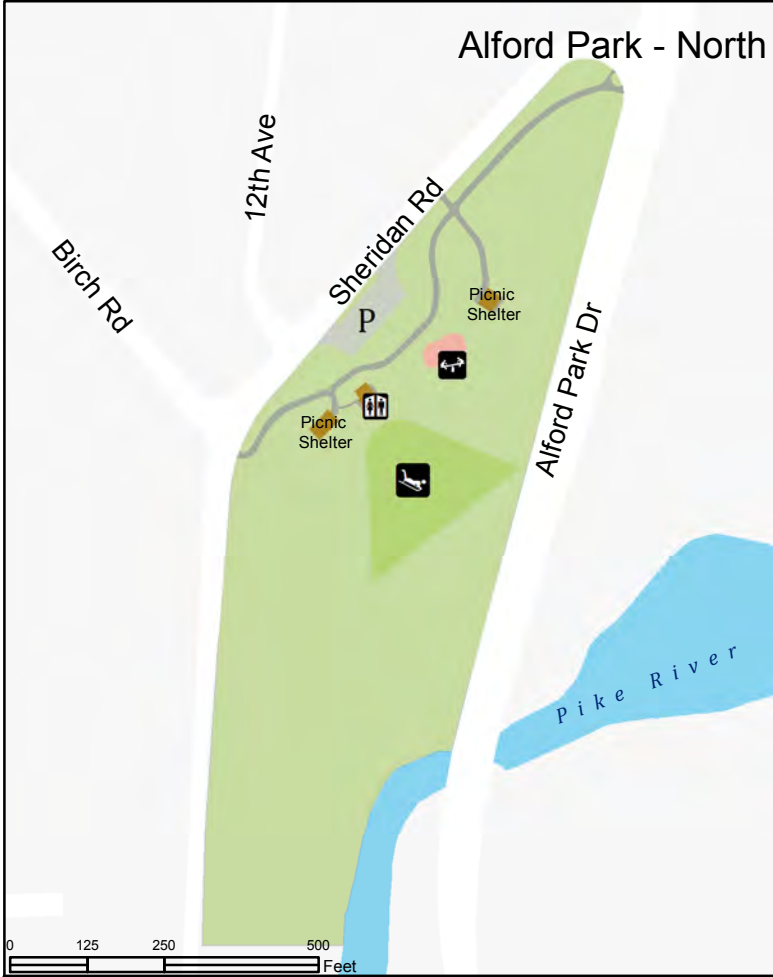 Alford Park - North
12th Ave
Sheridan Rd
Birch Rd
Picnic
Shelter
P
Alford Park Dr
Picnic
Shelter
Pike River
0 125 250 500
Feet